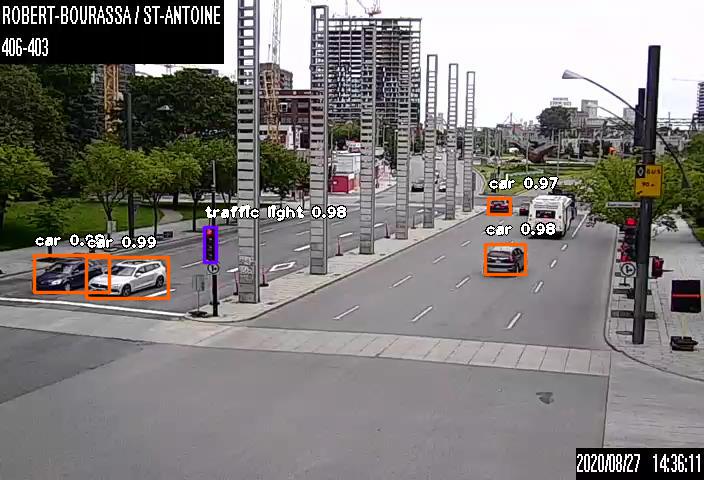 ROBERT-BOURASSA / ST-ANTOINE
406-403
car 0.97
traffic light 0.98
car 0.98
car 0.99
BUS
2020/08/27 14:36:11